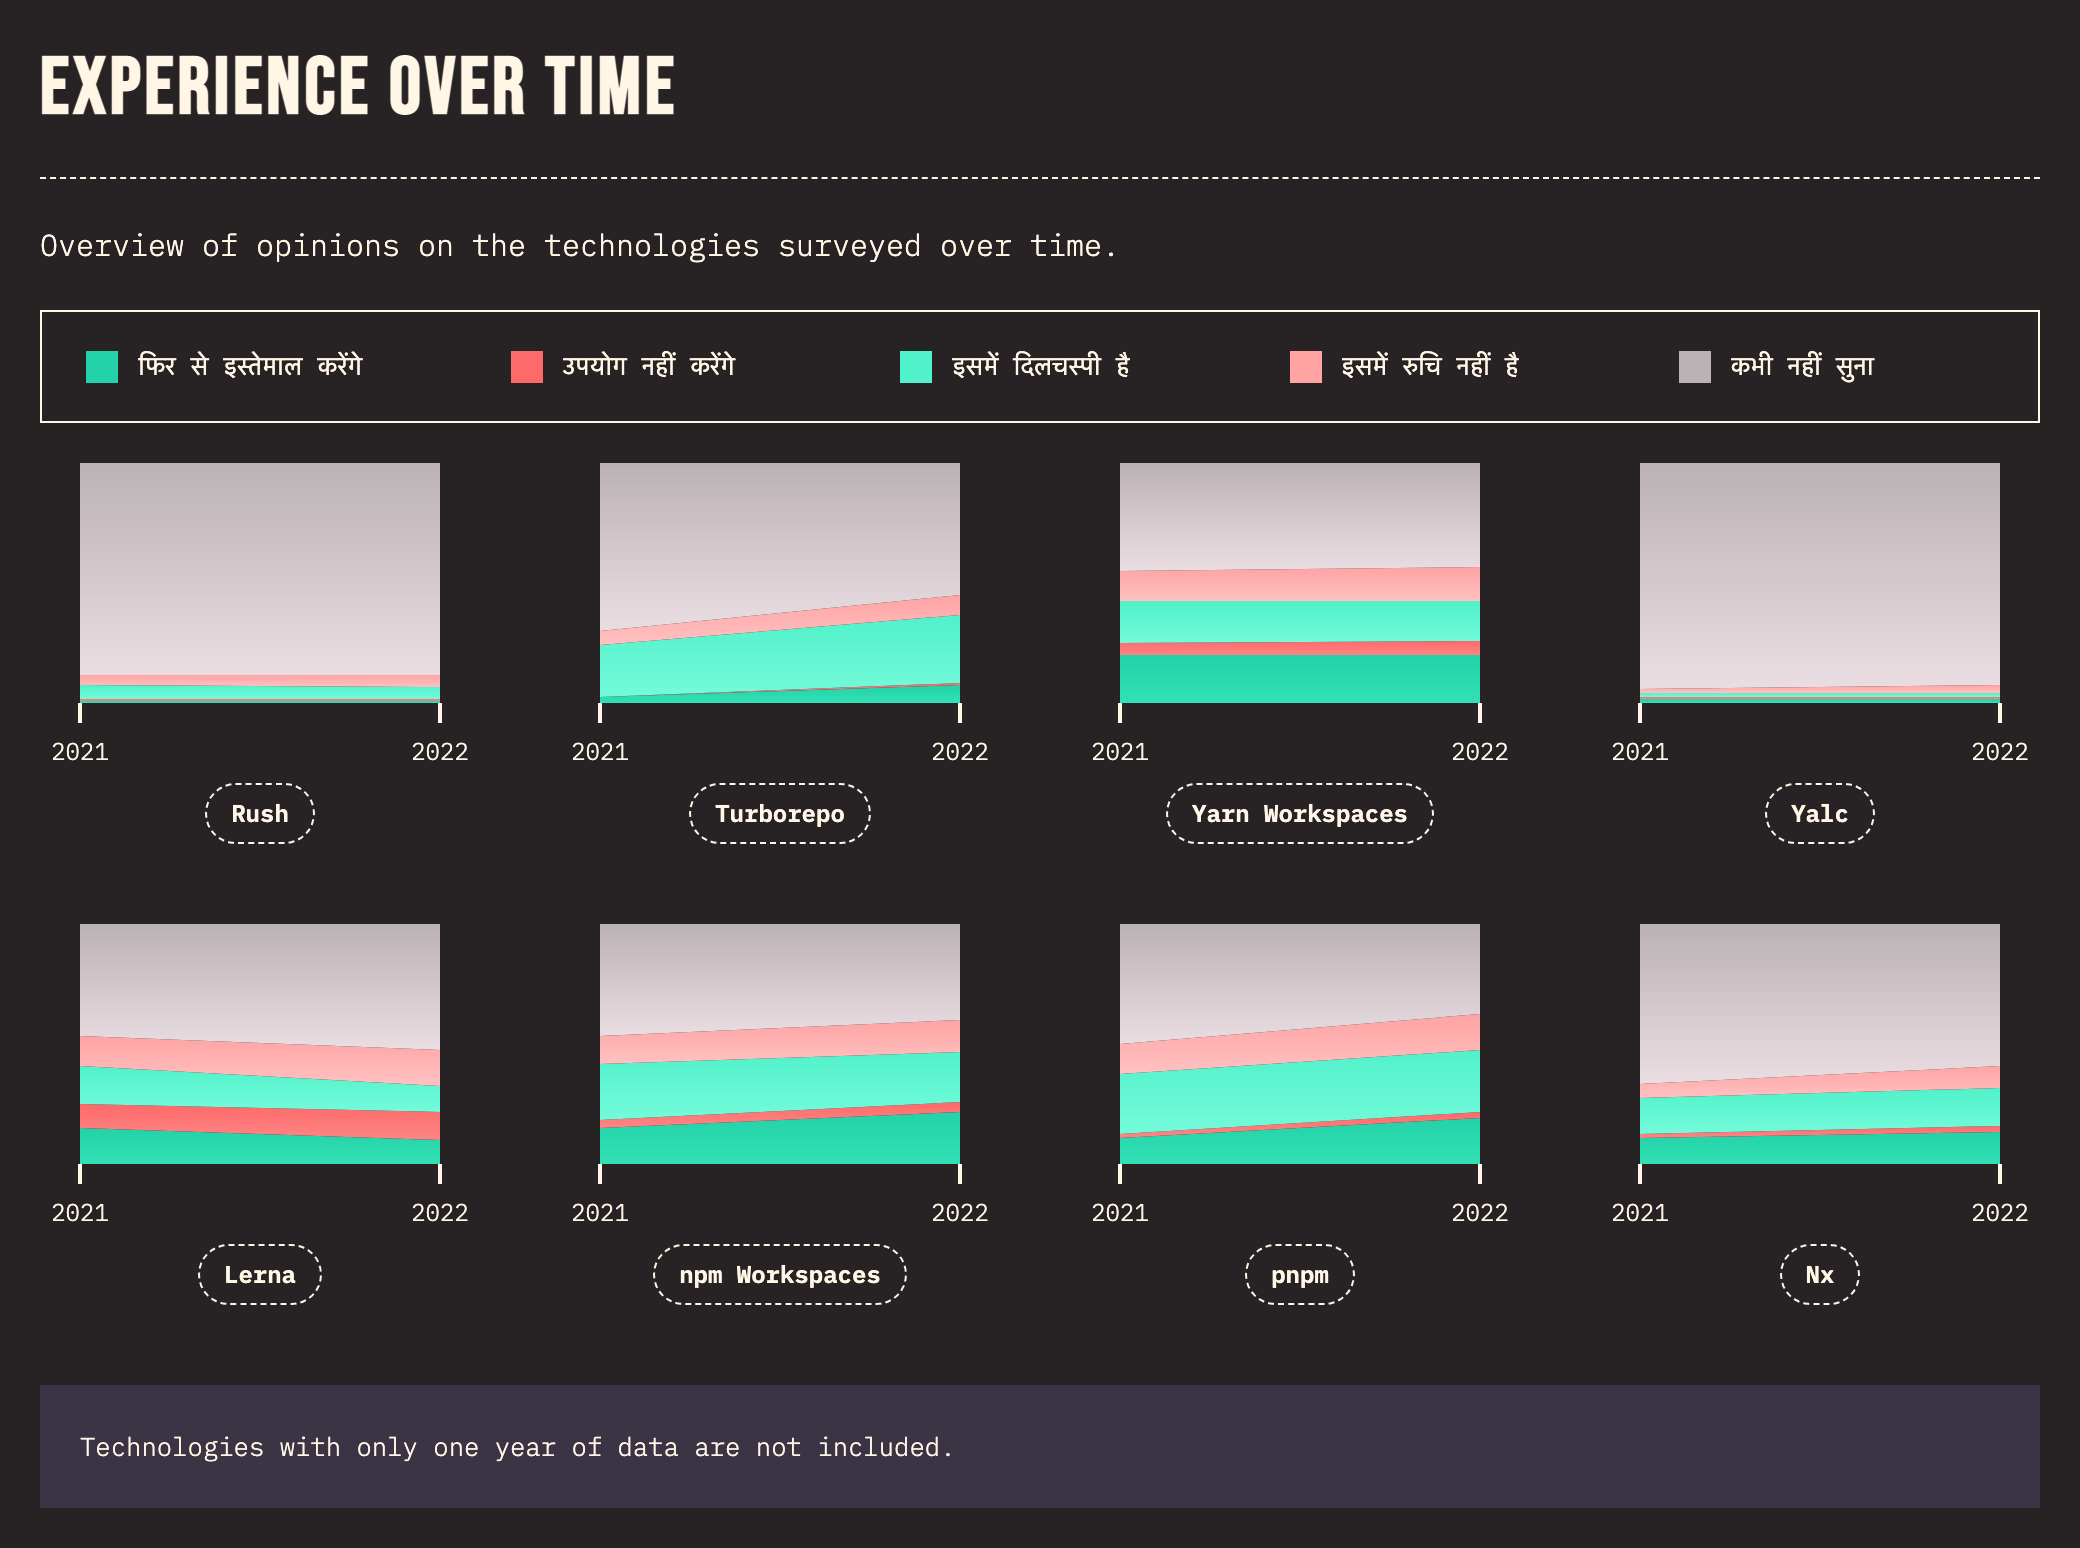 EXPERIENCE OVER TIME
Overview of opinions on the technologies surveyed over time.
फिर से इस्तेमाल करेंगे उपयोग नहीं करेंगे इसमें दिलचस्पी है इसमें रुचि नहीं है कभी नहीं सुना
2021 2022 2021 2022 2021 2022 2021 2022
Rush Turborepo Yarn Workspaces Yalc
2021 2022 2021 2022 2021 2022 2021 2022
Lerna npm Workspaces pnpm Nx
Technologies with only one year of data are not included.